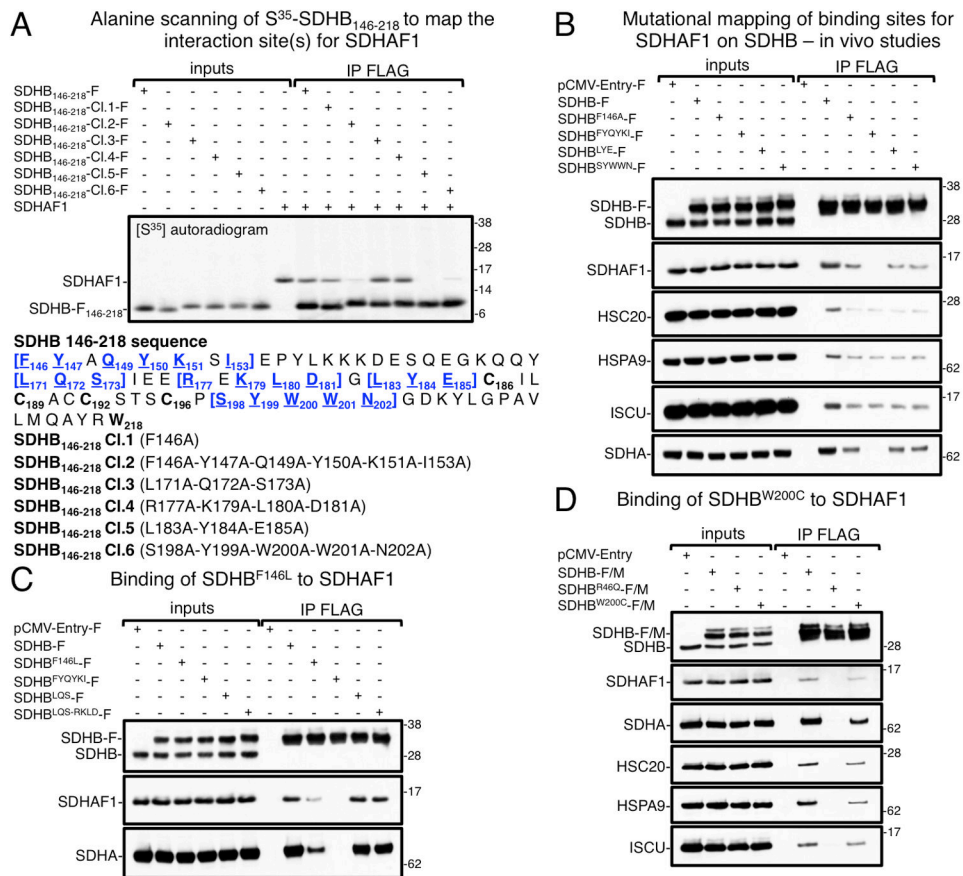 A
Alanine scanning of S³⁵-SDHB₁₄₆₋₂₁₈ to map the
interaction site(s) for SDHAF1
inputs IP FLAG
SDHB₁₄₆₋₂₁₈-F + - - - - - - + - - - - -
SDHB₁₄₆₋₂₁₈-Cl.1-F - - - - - - - - + - - - -
SDHB₁₄₆₋₂₁₈-Cl.2-F - + - - - - - - - + - - -
SDHB₁₄₆₋₂₁₈-Cl.3-F - - + - - - - - - - + - -
SDHB₁₄₆₋₂₁₈-Cl.4-F - - - + - - - - - - - + - -
SDHB₁₄₆₋₂₁₈-Cl.5-F - - - - + - - - - - - - + -
SDHB₁₄₆₋₂₁₈-Cl.6-F - - - - - + - - - - - - - +
SDHAF1 - - - - - - + + + + + + + +
[S³⁵] autoradiogram
-38
-28
-17
SDHAF1-
-14
SDHB-F₁₄₆₋₂₁₈-
-6
SDHB 146-218 sequence
[F₁₄₆ Y₁₄₇ A Q₁₄₉ Y₁₅₀ K₁₅₁ S I₁₅₃] E P Y L K K K D E S Q E G K Q Q Y
[L₁₇₁ Q₁₇₂ S₁₇₃] I E E [R₁₇₇ E K₁₇₉ L₁₈₀ D₁₈₁] G [L₁₈₃ Y₁₈₄ E₁₈₅] C₁₈₆ I L
C₁₈₉ A C C₁₉₂ S T S C₁₉₆ P [S₁₉₈ Y₁₉₉ W₂₀₀ W₂₀₁ N₂₀₂] G D K Y L G P A V
L M Q A Y R W₂₁₈
SDHB₁₄₆₋₂₁₈ Cl.1 (F146A)
SDHB₁₄₆₋₂₁₈ Cl.2 (F146A-Y147A-Q149A-Y150A-K151A-I153A)
SDHB₁₄₆₋₂₁₈ Cl.3 (L171A-Q172A-S173A)
SDHB₁₄₆₋₂₁₈ Cl.4 (R177A-K179A-L180A-D181A)
SDHB₁₄₆₋₂₁₈ Cl.5 (L183A-Y184A-E185A)
SDHB₁₄₆₋₂₁₈ Cl.6 (S198A-Y199A-W200A-W201A-N202A)
B
Mutational mapping of binding sites for
SDHAF1 on SDHB – in vivo studies
inputs IP FLAG
pCMV-Entry-F + - - - - - + - - - - -
SDHB-F - + - - - - - + - - - -
SDHBᶠ¹⁴⁶ᴬ-F - - + - - - - - + - - -
SDHBᶠʸQʸᴷᴵ-F - - - + - - - - - + - -
SDHBᴸʸᴱ-F - - - - + - - - - - + -
SDHBˢʸᵂᵂᴺ-F - - - - - + - - - - - +
-38
SDHB-F-
SDHB-
-28
-17
SDHAF1-
-28
HSC20-
HSPA9-
-62
-17
ISCU-
SDHA-
-62
C
Binding of SDHBᶠ¹⁴⁶ᴸ to SDHAF1
inputs IP FLAG
pCMV-Entry-F + - - - - - + - - - - -
SDHB-F - + - - - - - + - - - -
SDHBᶠ¹⁴⁶ᴸ-F - - + - - - - - + - - -
SDHBᶠʸQʸᴷᴵ-F - - - + - - - - - + - -
SDHBᴸQˢ-F - - - - + - - - - - + -
SDHBᴸQˢ⁻ᴿᴷᴸᴰ-F - - - - - + - - - - - +
-38
SDHB-F-
SDHB-
-28
-17
SDHAF1-
SDHA-
-62
D
Binding of SDHBᵂ²⁰⁰ᶜ to SDHAF1
inputs IP FLAG
pCMV-Entry + - - - + - - -
SDHB-F/M - + - - - + - -
SDHBᴿ⁴⁶Q-F/M - - + - - - + -
SDHBᵂ²⁰⁰ᶜ-F/M - - - + - - - +
SDHB-F/M-
SDHB-
-28
-17
SDHAF1-
SDHA-
-62
-28
HSC20-
HSPA9-
-62
-17
ISCU-